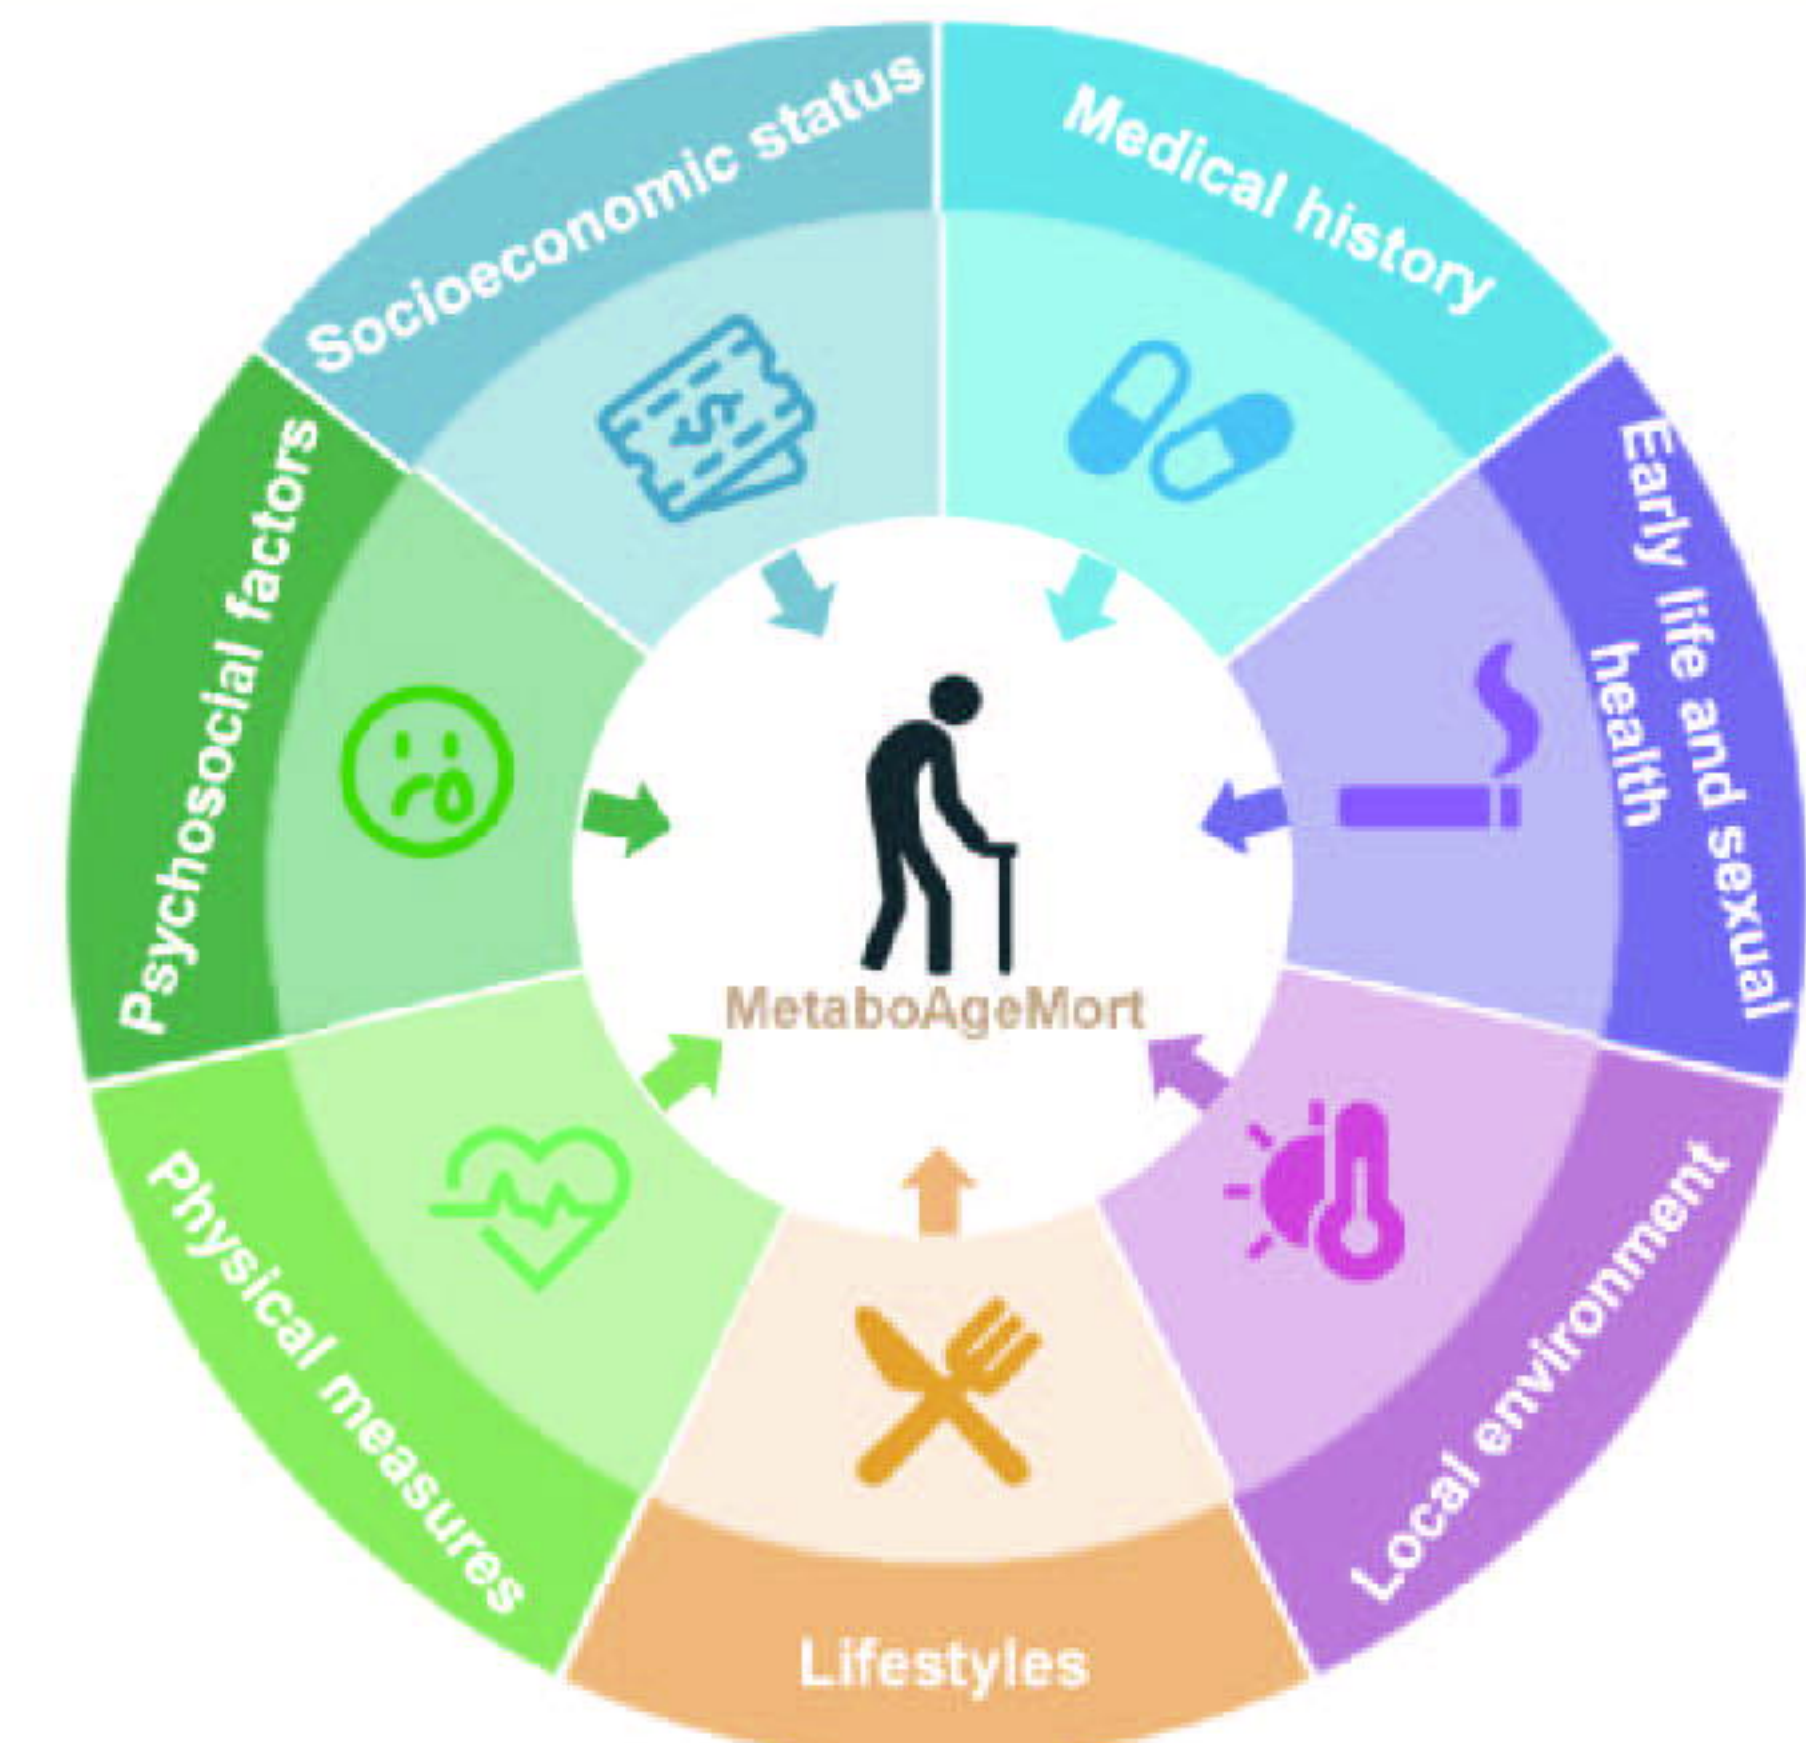 Socioeconomic status
Medical history
Early life and sexual
health
Local environment
Lifestyles
Physical measures
Psychosocial factors
$
MetaboAgeMort